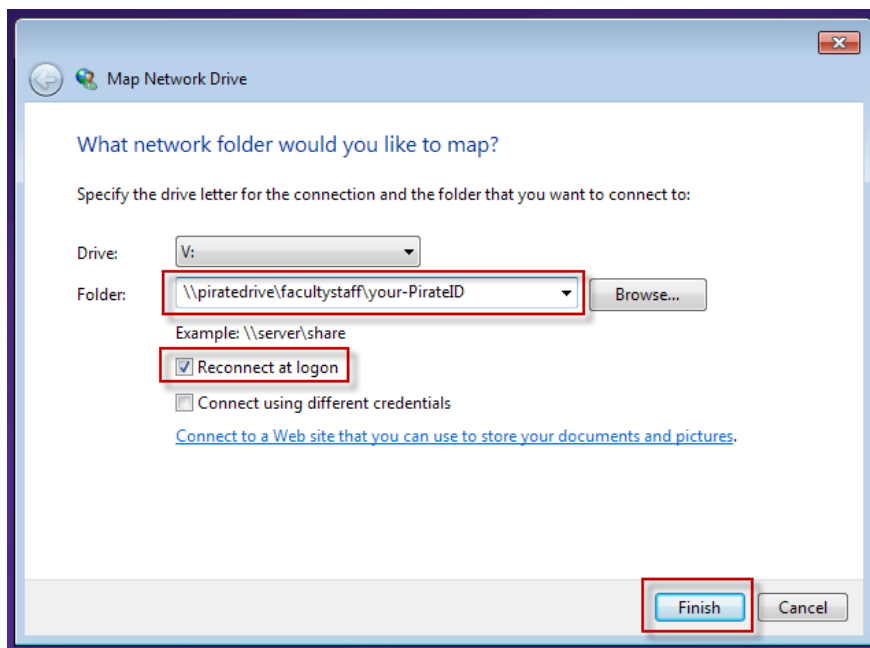 Map Network Drive
What network folder would you like to map?
Specify the drive letter for the connection and the folder that you want to connect to:
Drive: V:
Folder: \\piratedrive\facultystaff\your-PirateID Browse...
Example: \\server\share
Reconnect at logon
Connect using different credentials
Connect to a Web site that you can use to store your documents and pictures.
Finish Cancel